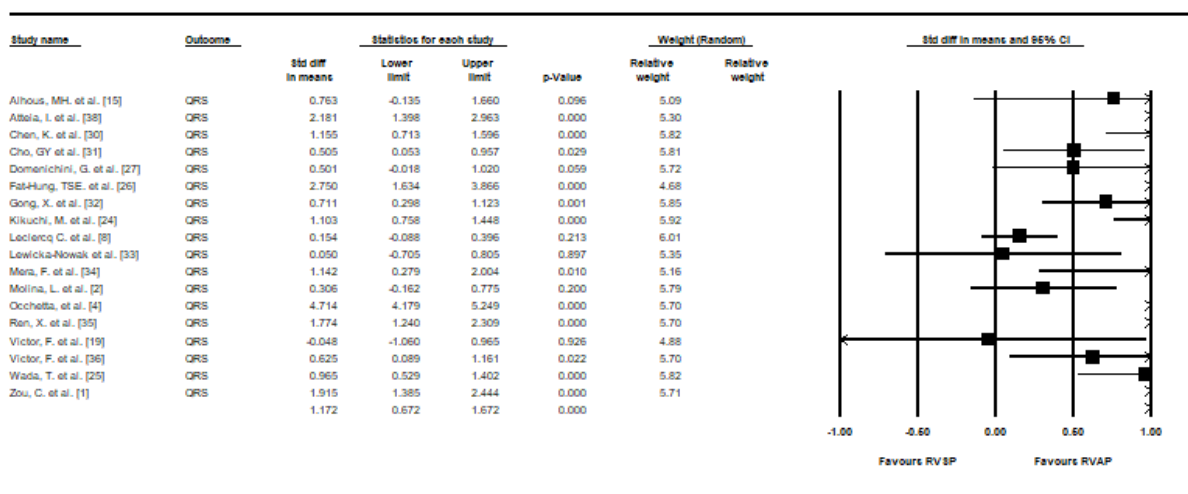 Study name Outcome Statistics for each study Weight (Random) Std diff in means and 95% CI
Std diff in means Lower limit Upper limit p-Value Relative weight Relative weight
Alhous, MH. et al. [15] QRS 0.763 -0.135 1.660 0.096 5.09
Atteia, I. et al. [38] QRS 2.181 1.398 2.963 0.000 5.30
Chen, K. et al. [30] QRS 1.155 0.713 1.596 0.000 5.82
Cho, GY et al. [31] QRS 0.505 0.053 0.957 0.029 5.81
Domenichini, G. et al. [27] QRS 0.501 -0.018 1.020 0.059 5.72
Fat-Hung, TSE. et al. [26] QRS 2.750 1.634 3.866 0.000 4.68
Gong, X. et al. [32] QRS 0.711 0.298 1.123 0.001 5.85
Kikuchi, M. et al. [24] QRS 1.103 0.758 1.448 0.000 5.92
Leclercq C. et al. [8] QRS 0.154 -0.088 0.396 0.213 6.01
Lewicka-Nowak et al. [33] QRS 0.050 -0.705 0.805 0.897 5.35
Mera, F. et al. [34] QRS 1.142 0.279 2.004 0.010 5.16
Molina, L. et al. [2] QRS 0.306 -0.162 0.775 0.200 5.79
Occhetta, et al. [4] QRS 4.714 4.179 5.249 0.000 5.70
Ren, X. et al. [35] QRS 1.774 1.240 2.309 0.000 5.70
Victor, F. et al. [19] QRS -0.048 -1.060 0.965 0.926 4.88
Victor, F. et al. [36] QRS 0.625 0.089 1.161 0.022 5.70
Wada, T. et al. [25] QRS 0.965 0.529 1.402 0.000 5.82
Zou, C. et al. [1] QRS 1.915 1.385 2.444 0.000 5.71
1.172 0.672 1.672 0.000
-1.00 -0.50 0.00 0.50 1.00
Favours RVSP Favours RVAP